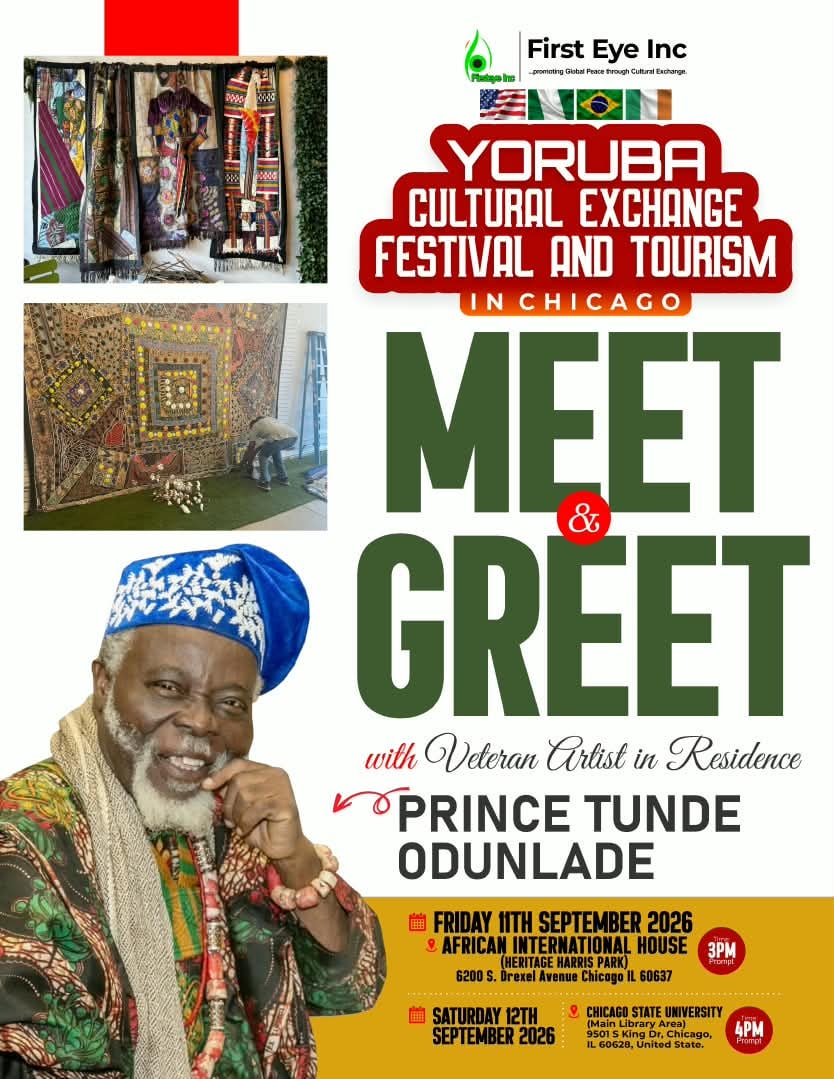 Firsteye Inc
First Eye Inc
...promoting Global Peace through Cultural Exchange.
YORUBA
CULTURAL EXCHANGE
FESTIVAL AND TOURISM
IN CHICAGO
MEET
&
GREET
with Veteran Artist in Residence
PRINCE TUNDE
ODUNLADE
FRIDAY 11TH SEPTEMBER 2026
AFRICAN INTERNATIONAL HOUSE
(HERITAGE HARRIS PARK)
6200 S. Drexel Avenue Chicago IL 60637
Time:
3PM
Prompt
SATURDAY 12TH
SEPTEMBER 2026
CHICAGO STATE UNIVERSITY
(Main Library Area)
9501 S King Dr, Chicago,
IL 60628, United State.
Time:
4PM
Prompt